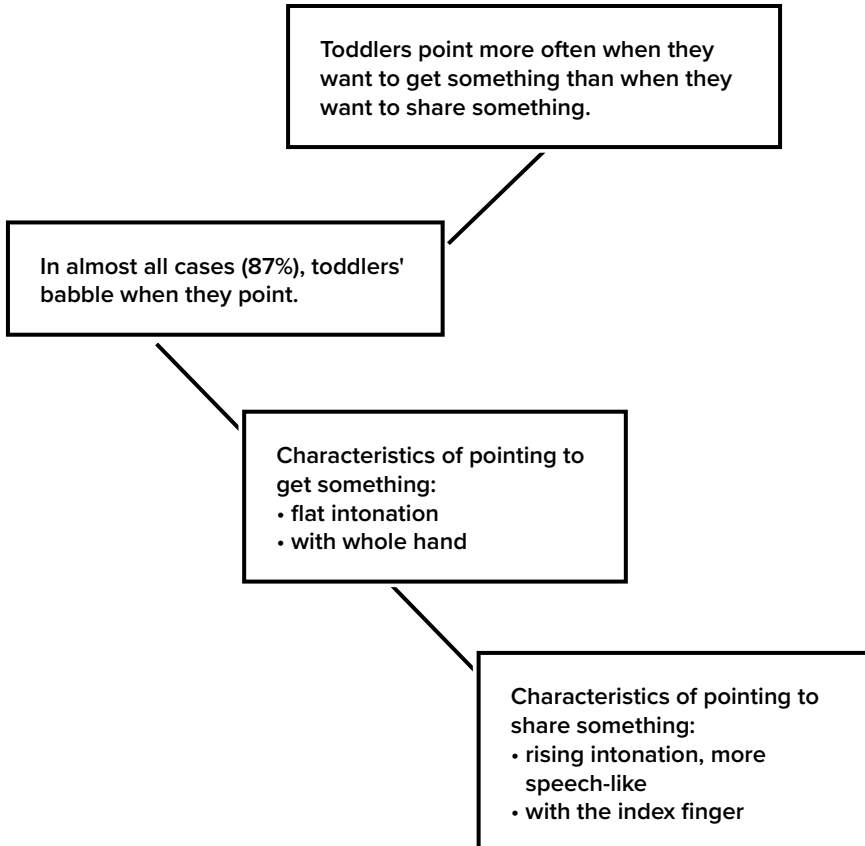 Toddlers point more often when they
want to get something than when they
want to share something.
In almost all cases (87%), toddlers'
babble when they point.
Characteristics of pointing to
get something:
• flat intonation
• with whole hand
Characteristics of pointing to
share something:
• rising intonation, more
speech-like
• with the index finger